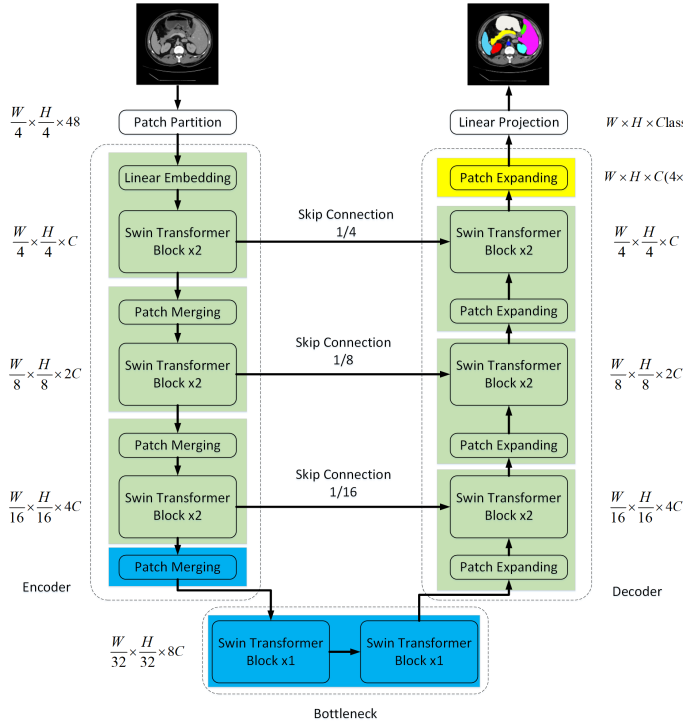 W/4 × H/4 × 48
Patch Partition
Linear Projection
W × H × Class
Linear Embedding
Patch Expanding
W × H × C(4×
W/4 × H/4 × C
Swin Transformer
Block x2
Skip Connection
1/4
Swin Transformer
Block x2
W/4 × H/4 × C
Patch Merging
Patch Expanding
W/8 × H/8 × 2C
Swin Transformer
Block x2
Skip Connection
1/8
Swin Transformer
Block x2
W/8 × H/8 × 2C
Patch Merging
Patch Expanding
W/16 × H/16 × 4C
Swin Transformer
Block x2
Skip Connection
1/16
Swin Transformer
Block x2
W/16 × H/16 × 4C
Patch Merging
Patch Expanding
Encoder
Decoder
W/32 × H/32 × 8C
Swin Transformer
Block x1
Swin Transformer
Block x1
Bottleneck